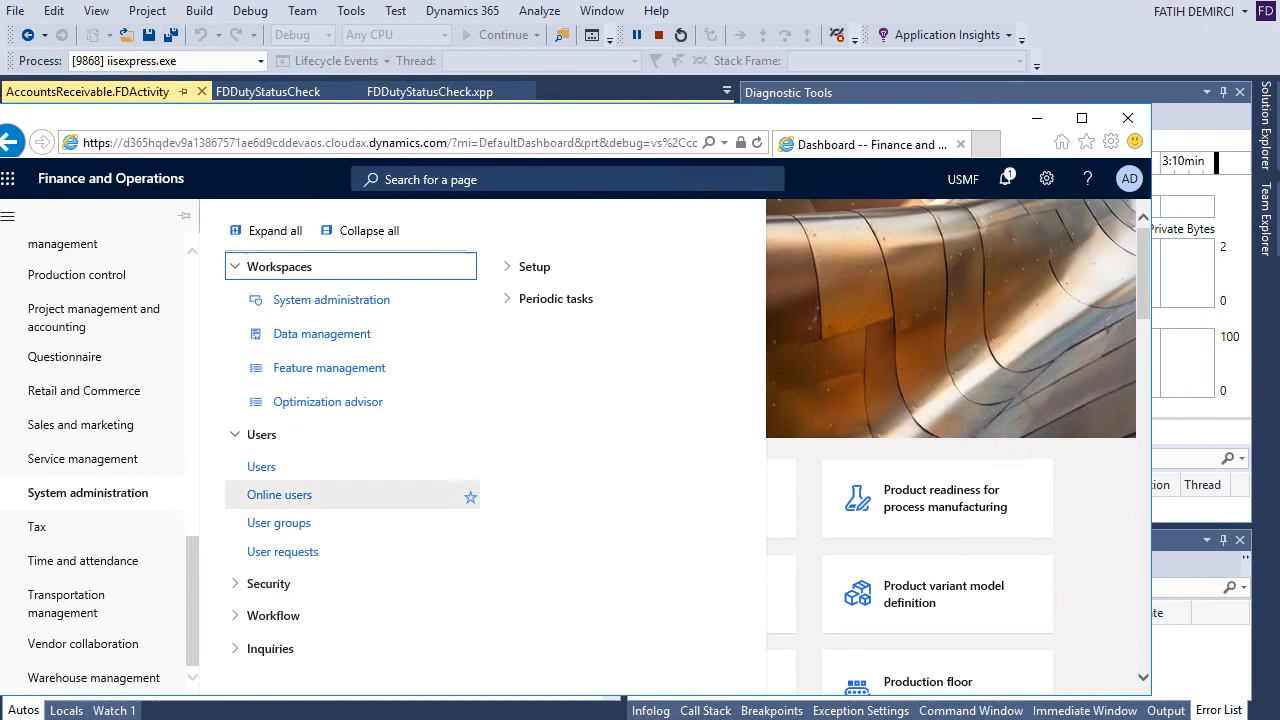 File Edit View Project Build Debug Team Tools Test Dynamics 365 Analyze Window Help FATIH DEMIRCI FD
Debug Any CPU Continue Application Insights
Process: [9868] iisexpress.exe Lifecycle Events Thread: Stack Frame:
AccountsReceivable.FDActivity FDDutyStatusCheck FDDutyStatusCheck.xpp Diagnostic Tools
https://d365hqdev9a13867571ae6d9cddevaos.cloudax.dynamics.com/?mi=DefaultDashboard&prt&debug=vs%2Ccc Dashboard -- Finance and ...
3:10min
Finance and Operations Search for a page USMF 1 ? AD
Private Bytes
2
0
100
0
Solution Explorer
Team Explorer
management
Production control
Project management and
accounting
Questionnaire
Retail and Commerce
Sales and marketing
Service management
System administration
Tax
Time and attendance
Transportation
management
Vendor collaboration
Warehouse management
Expand all Collapse all
Workspaces
System administration
Data management
Feature management
Optimization advisor
Users
Users
Online users
User groups
User requests
Security
Workflow
Inquiries
Setup
Periodic tasks
Product readiness for
process manufacturing
Product variant model
definition
Production floor
Thread
Autos Locals Watch 1
Infolog Call Stack Breakpoints Exception Settings Command Window Immediate Window Output Error List